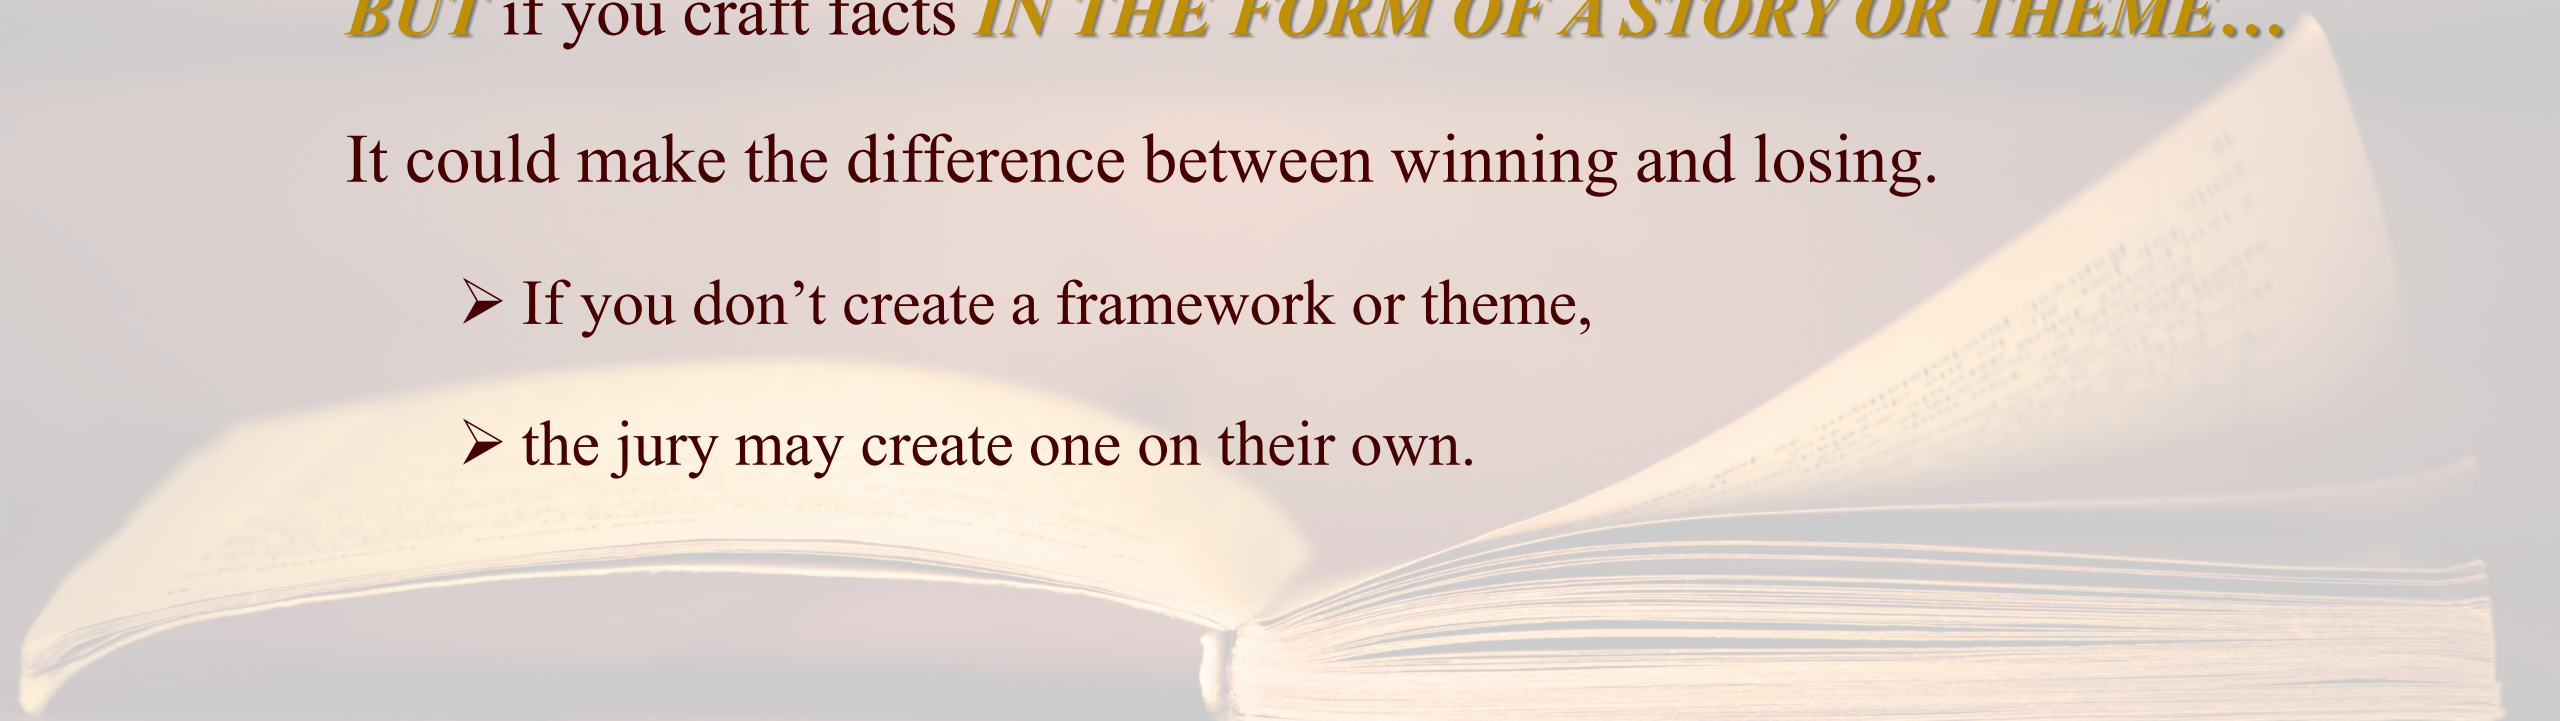 BUT if you craft facts IN THE FORM OF A STORY OR THEME…
It could make the difference between winning and losing.
➢ If you don’t create a framework or theme,
➢ the jury may create one on their own.